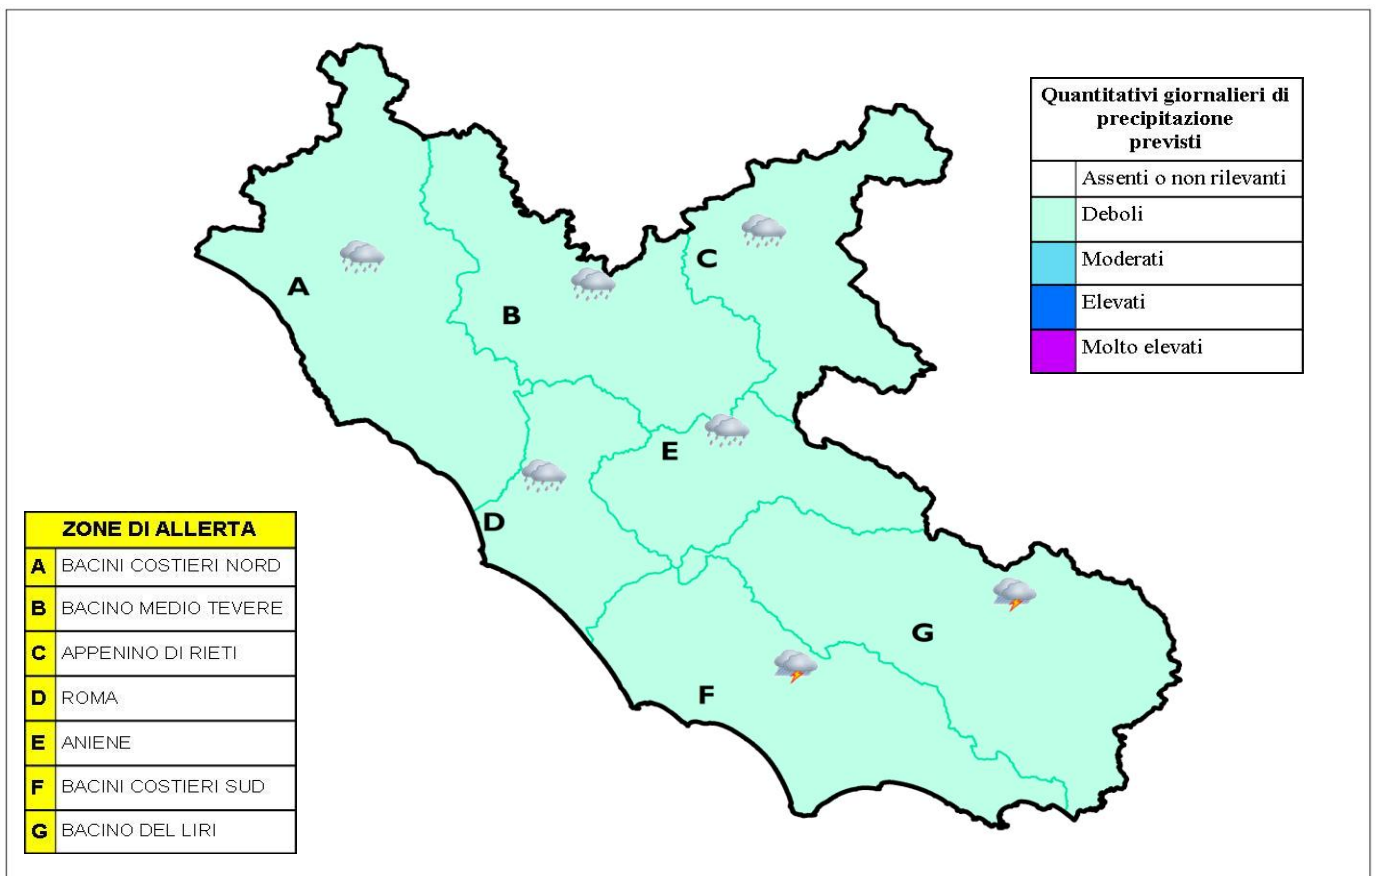 Quantitativi giornalieri di
precipitazione
previsti
Assenti o non rilevanti
Deboli
Moderati
Elevati
Molto elevati
A
B
C
D
E
F
G
ZONE DI ALLERTA
A BACINI COSTIERI NORD
B BACINO MEDIO TEVERE
C APPENINO DI RIETI
D ROMA
E ANIENE
F BACINI COSTIERI SUD
G BACINO DEL LIRI